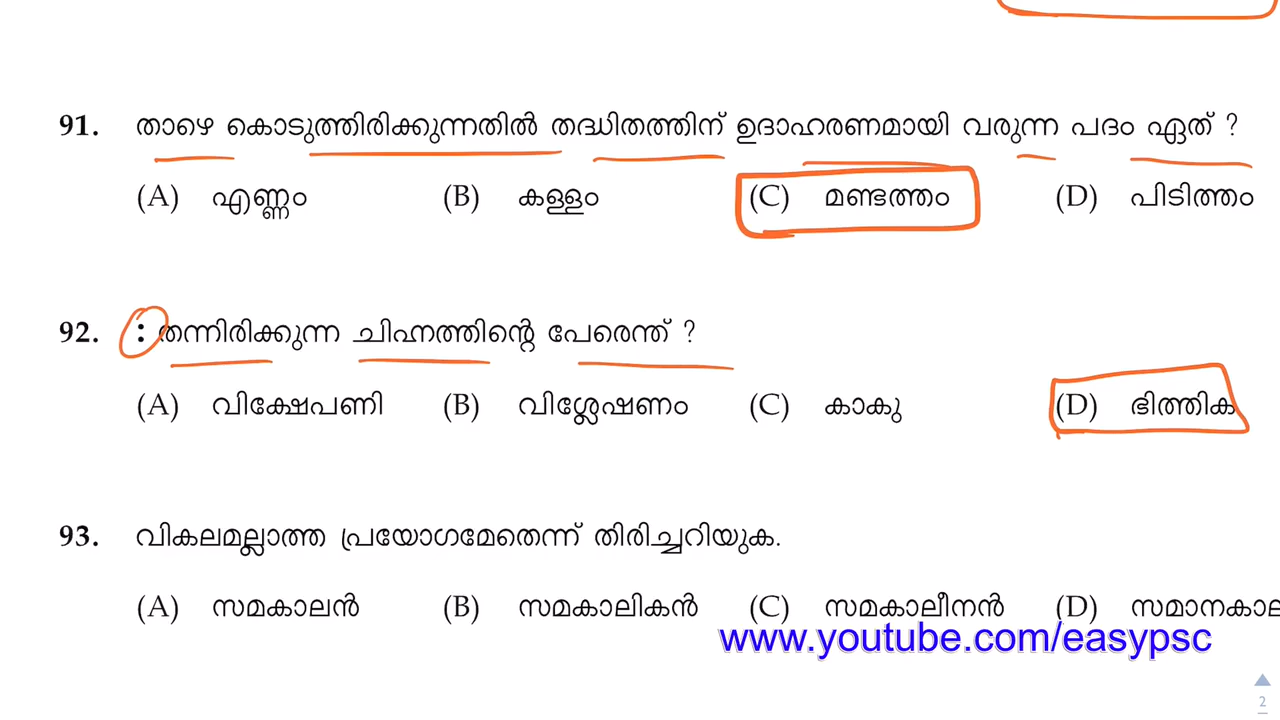 91. താഴെ കൊടുത്തിരിക്കുന്നതിൽ തദ്ധിതത്തിന് ഉദാഹരണമായി വരുന്ന പദം ഏത് ?
(A) എണ്ണം (B) കള്ളം (C) മണ്ടത്തം (D) പിടിത്തം
92. : തന്നിരിക്കുന്ന ചിഹ്നത്തിന്റെ പേരെന്ത് ?
(A) വിക്ഷേപണി (B) വിശ്ലേഷണം (C) കാകു (D) ഭിത്തിക
93. വികലമല്ലാത്ത പ്രയോഗമേതെന്ന് തിരിച്ചറിയുക.
(A) സമകാലൻ (B) സമകാലികൻ (C) സമകാലീനൻ (D)
www.youtube.com/easypsc
2